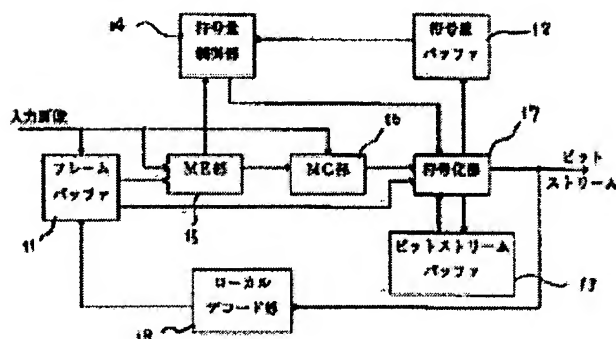 14
符号量
制御部
符号量
バッファ
12
入力画像
16
17
フレーム
バッファ
ME部
MC部
符号化部
ビット
ストリーム
11
15
ビットストリーム
バッファ
13
ローカル
デコード部
18